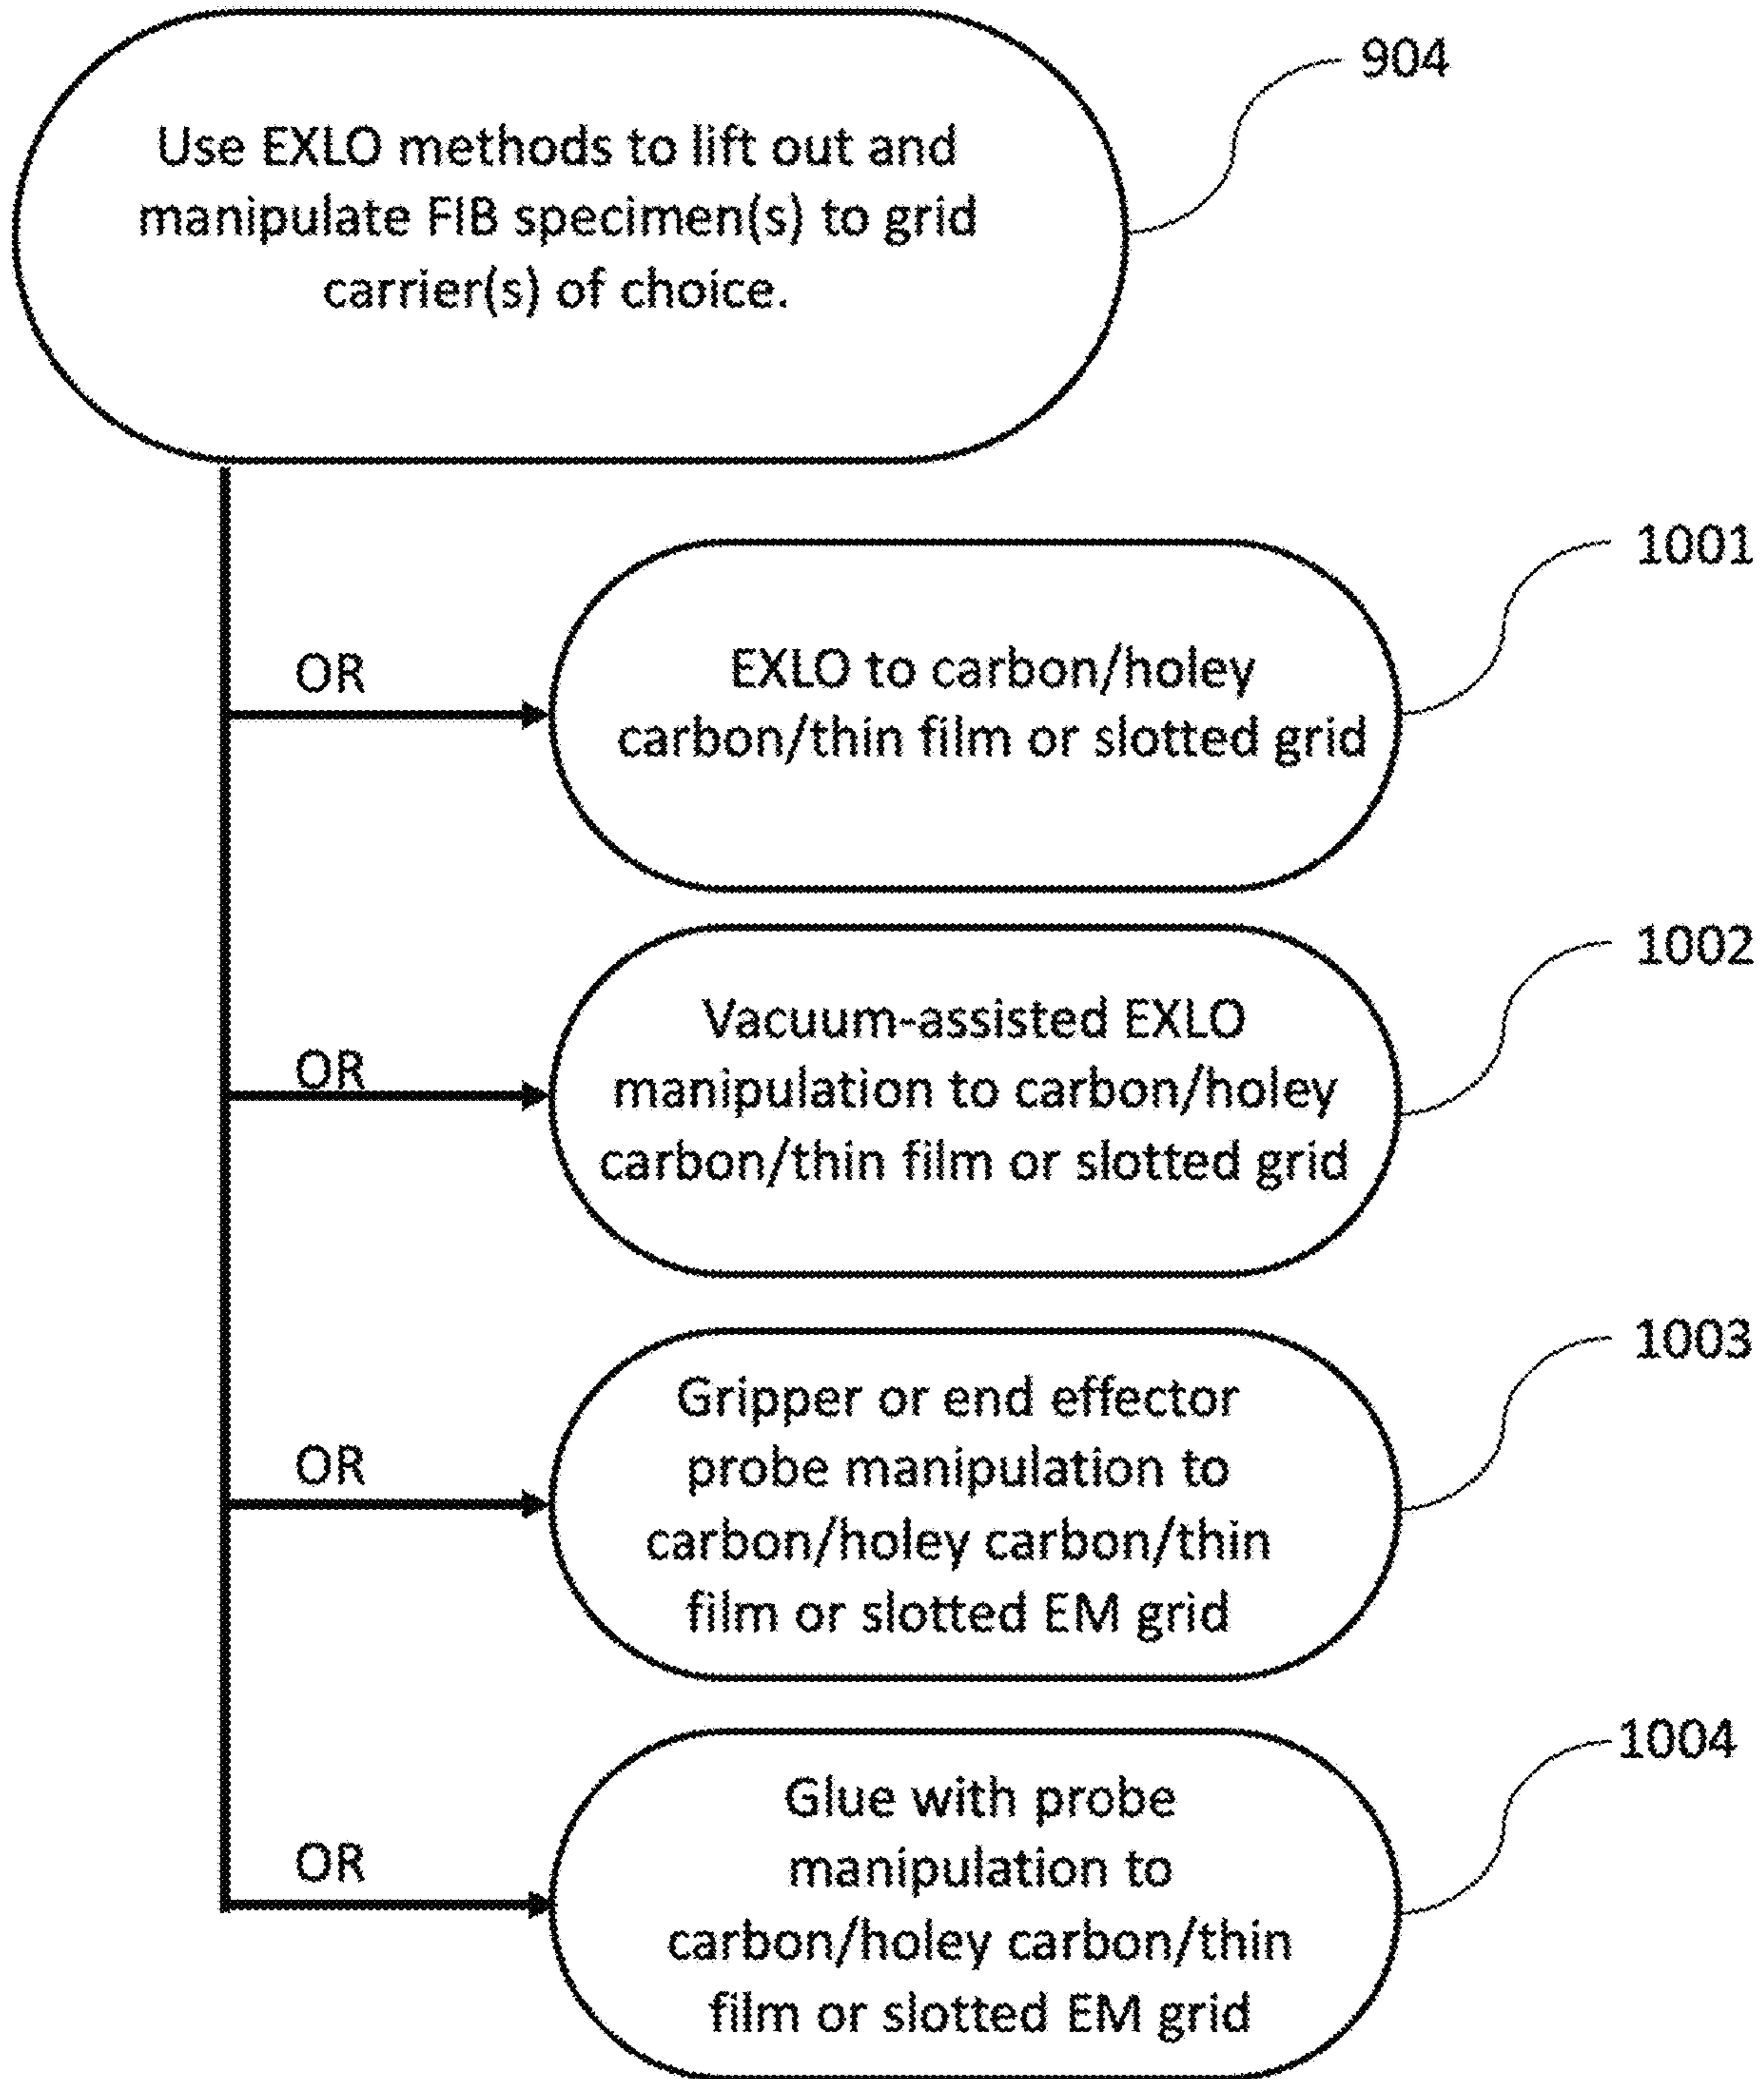 904
Use EXLO methods to lift out and
manipulate FIB specimen(s) to grid
carrier(s) of choice.
1001
OR
EXLO to carbon/holey
carbon/thin film or slotted grid
1002
OR
Vacuum-assisted EXLO
manipulation to carbon/holey
carbon/thin film or slotted grid
1003
OR
Gripper or end effector
probe manipulation to
carbon/holey carbon/thin
film or slotted EM grid
1004
OR
Glue with probe
manipulation to
carbon/holey carbon/thin
film or slotted EM grid